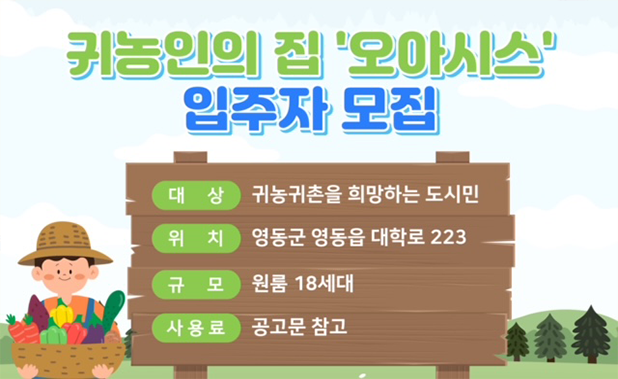 귀농인의 집 '오아시스'
입주자 모집
대 상 귀농귀촌을 희망하는 도시민
위 치 영동군 영동읍 대학로 223
규 모 원룸 18세대
사용료 공고문 참고